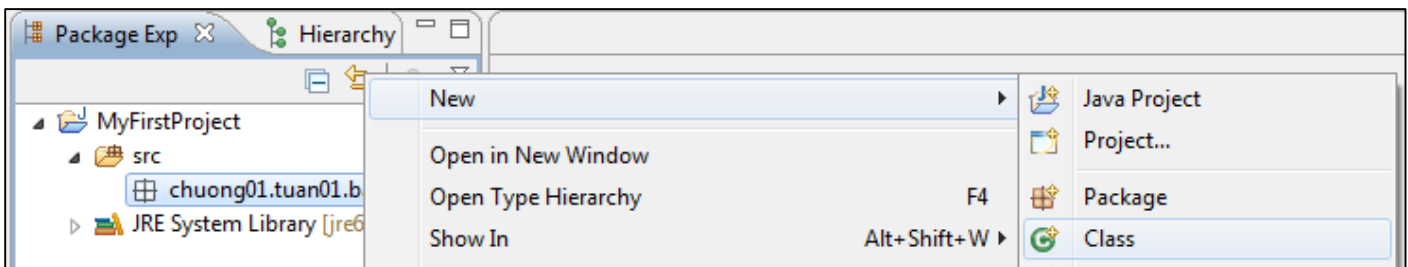 Package Exp Hierarchy
New Java Project
MyFirstProject Project...
src Open in New Window
chuong01.tuan01.b Open Type Hierarchy F4 Package
JRE System Library [jre6 Show In Alt+Shift+W Class